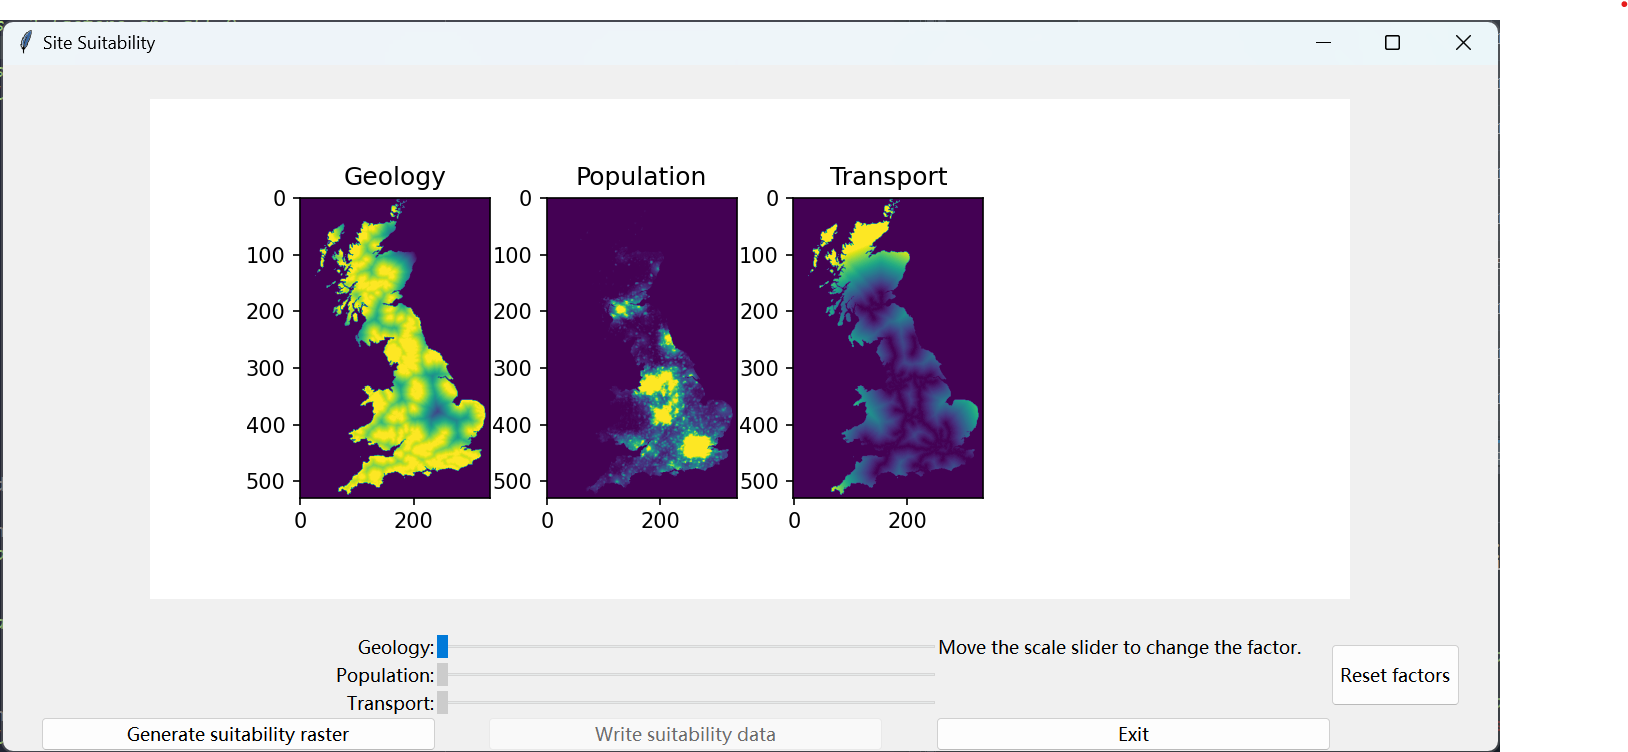 Site Suitability
Geology
Population
Transport
0
100
200
300
400
500
0
200
0
100
200
300
400
500
0
200
0
100
200
300
400
500
0
200
Geology:
Move the scale slider to change the factor.
Population:
Transport:
Reset factors
Generate suitability raster
Write suitability data
Exit